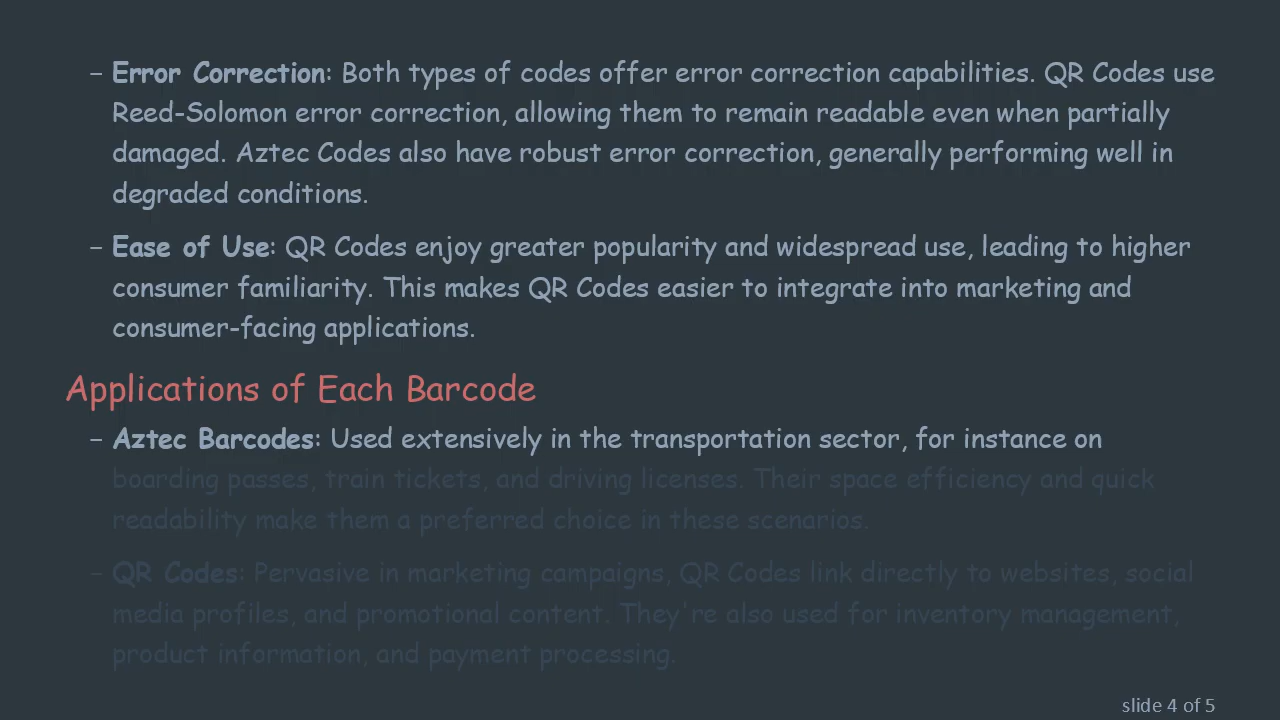 – Error Correction: Both types of codes offer error correction capabilities. QR Codes use
Reed-Solomon error correction, allowing them to remain readable even when partially
damaged. Aztec Codes also have robust error correction, generally performing well in
degraded conditions.
– Ease of Use: QR Codes enjoy greater popularity and widespread use, leading to higher
consumer familiarity. This makes QR Codes easier to integrate into marketing and
consumer-facing applications.
Applications of Each Barcode
– Aztec Barcodes: Used extensively in the transportation sector, for instance on
boarding passes, train tickets, and driving licenses. Their space efficiency and quick
readability make them a preferred choice in these scenarios.
– QR Codes: Pervasive in marketing campaigns, QR Codes link directly to websites, social
media profiles, and promotional content. They're also used for inventory management,
product information, and payment processing.
slide 4 of 5